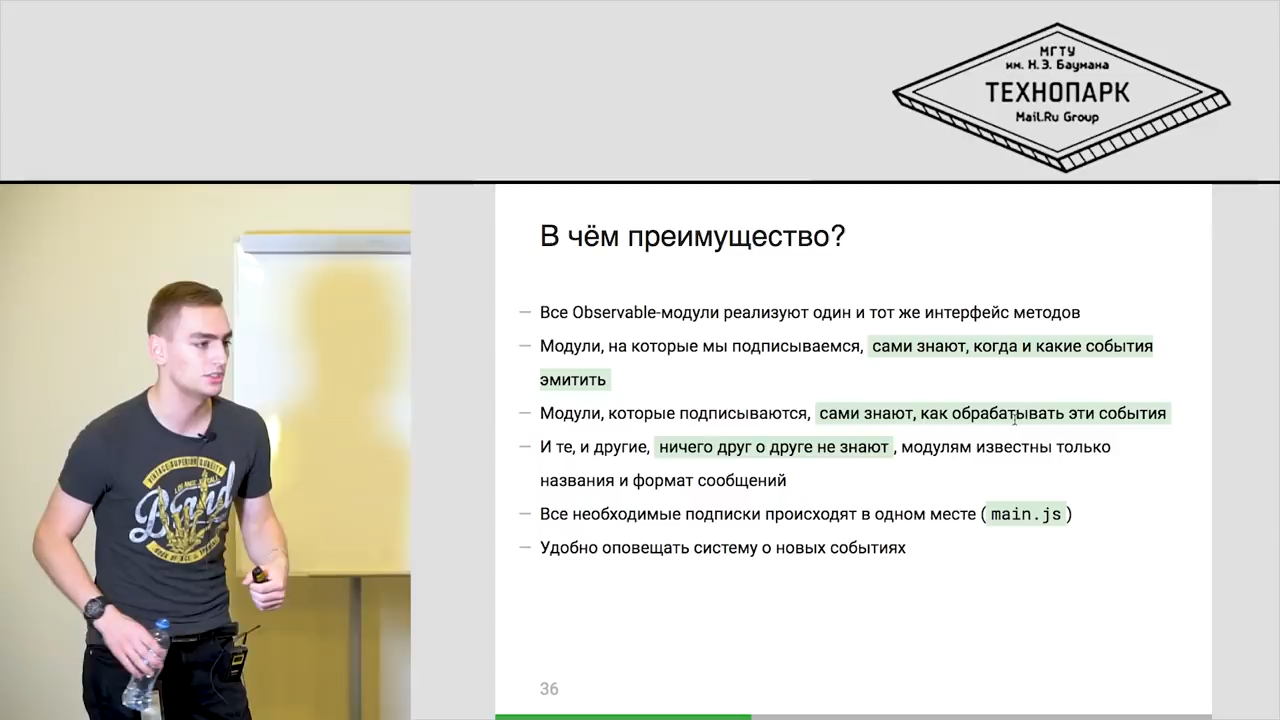 МГТУ
им. Н.Э. Баумана
ТЕХНОПАРК
Mail.Ru Group
В чём преимущество?
— Все Observable-модули реализуют один и тот же интерфейс методов
— Модули, на которые мы подписываемся, сами знают, когда и какие события
эмитить
— Модули, которые подписываются, сами знают, как обрабатывать эти события
— И те, и другие, ничего друг о друге не знают , модулям известны только
названия и формат сообщений
— Все необходимые подписки происходят в одном месте ( main.js )
— Удобно оповещать систему о новых событиях
36
Band